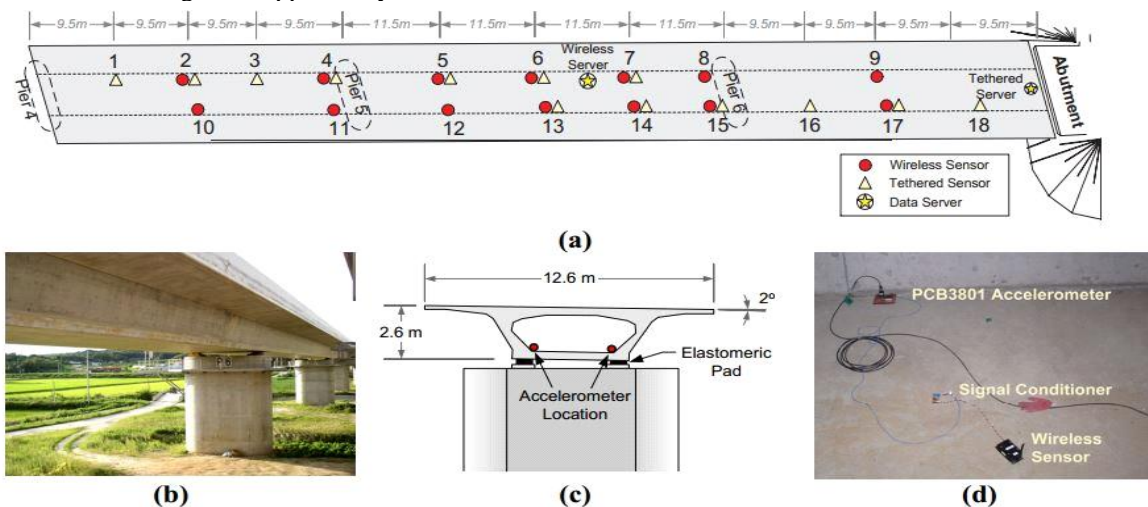 9.5m 9.5m 9.5m 9.5m 11.5m 11.5m 11.5m 11.5m 9.5m 9.5m 9.5m 9.5m
1 2 3 4 5 6 Wireless Server 7 8 9
Pier 4 Pier 5 Pier 6 Tethered Server Abutment
10 11 12 13 14 15 16 17 18
Wireless Sensor
Tethered Sensor
Data Server
(a)
P6
12.6 m
2º
2.6 m
Elastomeric
Pad
Accelerometer
Location
PCB3801 Accelerometer
Signal Conditioner
Wireless
Sensor
(b) (c) (d)